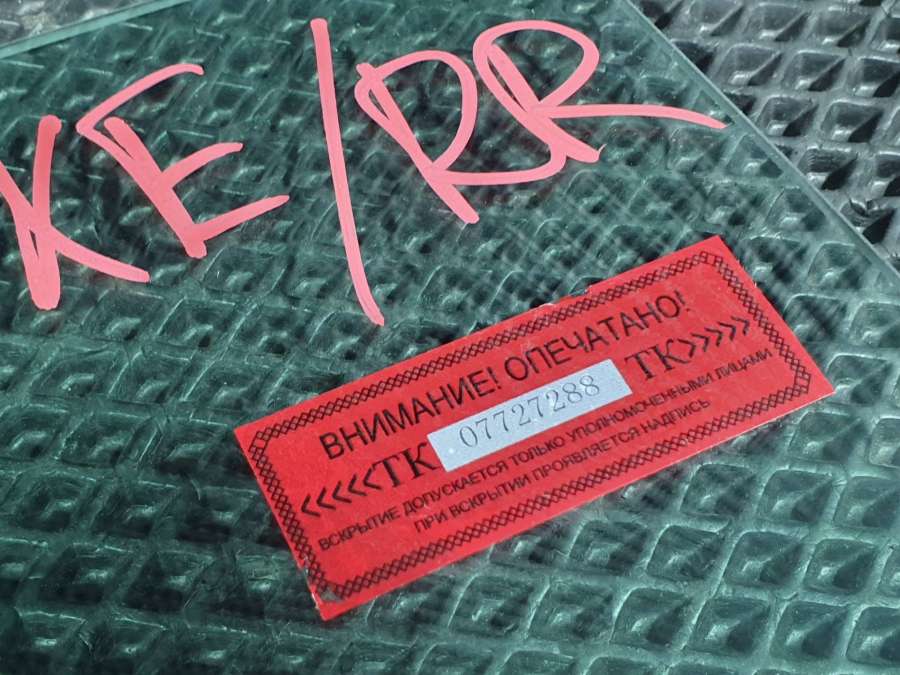 KE/RR
ВНИМАНИЕ! ОПЕЧАТАНО!
<<<<<ТК 07727288 ТК>>>>>
ВСКРЫТИЕ ДОПУСКАЕТСЯ ТОЛЬКО УПОЛНОМОЧЕННЫМИ ЛИЦАМИ
ПРИ ВСКРЫТИИ ПРОЯВЛЯЕТСЯ НАДПИСЬ